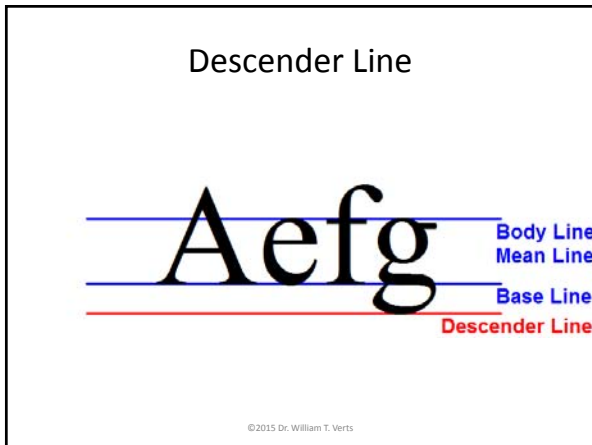 Descender Line
Aefg
Body Line
Mean Line
Base Line
Descender Line
©2015 Dr. William T. Verts